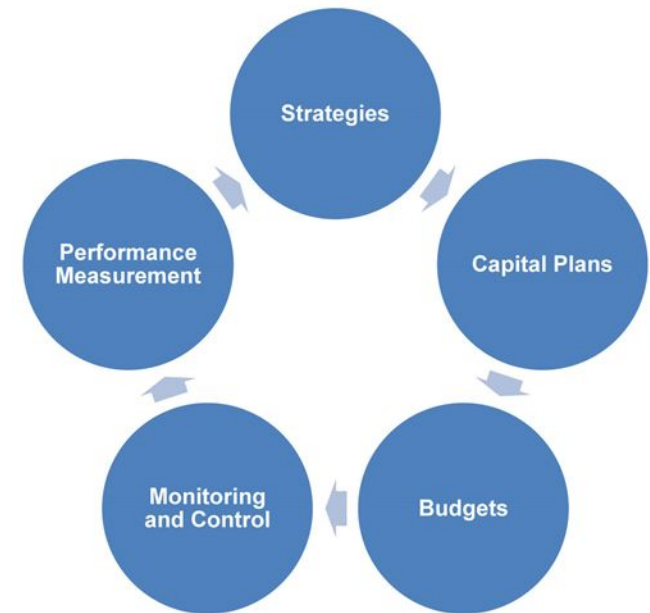 Strategies
Capital Plans
Budgets
Monitoring
and Control
Performance
Measurement